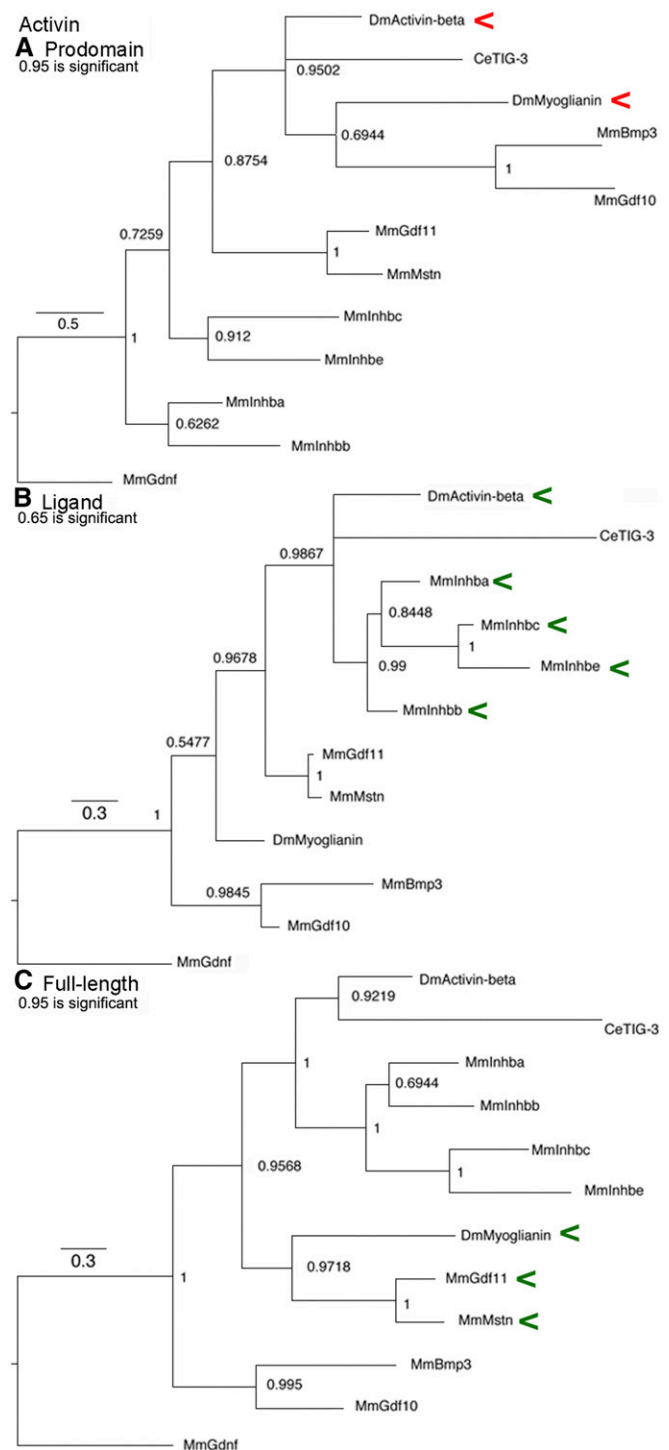 Activin
A Prodomain
0.95 is significant
DmActivin-beta <
0.9502
CeTIG-3
DmMyoglianin <
0.6944
MmBmp3
1
MmGdf10
0.8754
MmGdf11
1
MmMstn
0.7259
0.5
MmInhbc
0.912
MmInhbe
1
MmInhba
0.6262
MmInhbb
MmGdnf
B Ligand
0.65 is significant
DmActivin-beta <
CeTIG-3
0.9867
MmInhba <
0.8448
MmInhbc <
1
MmInhbe <
0.99
MmInhbb <
0.9678
MmGdf11
1
MmMstn
0.5477
0.3
1
DmMyoglianin
MmBmp3
0.9845
MmGdf10
MmGdnf
C Full-length
0.95 is significant
DmActivin-beta
0.9219
CeTIG-3
1
MmInhba
0.6944
MmInhbb
1
MmInhbc
1
MmInhbe
0.9568
DmMyoglianin <
0.9718
MmGdf11 <
1
MmMstn <
0.3
1
MmBmp3
0.995
MmGdf10
MmGdnf